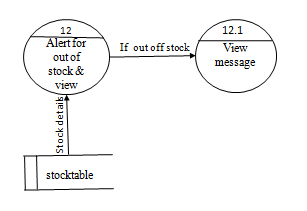 12
Alert for
out of
stock &
view
If out off stock
12.1
View
message
Stock details
stocktable